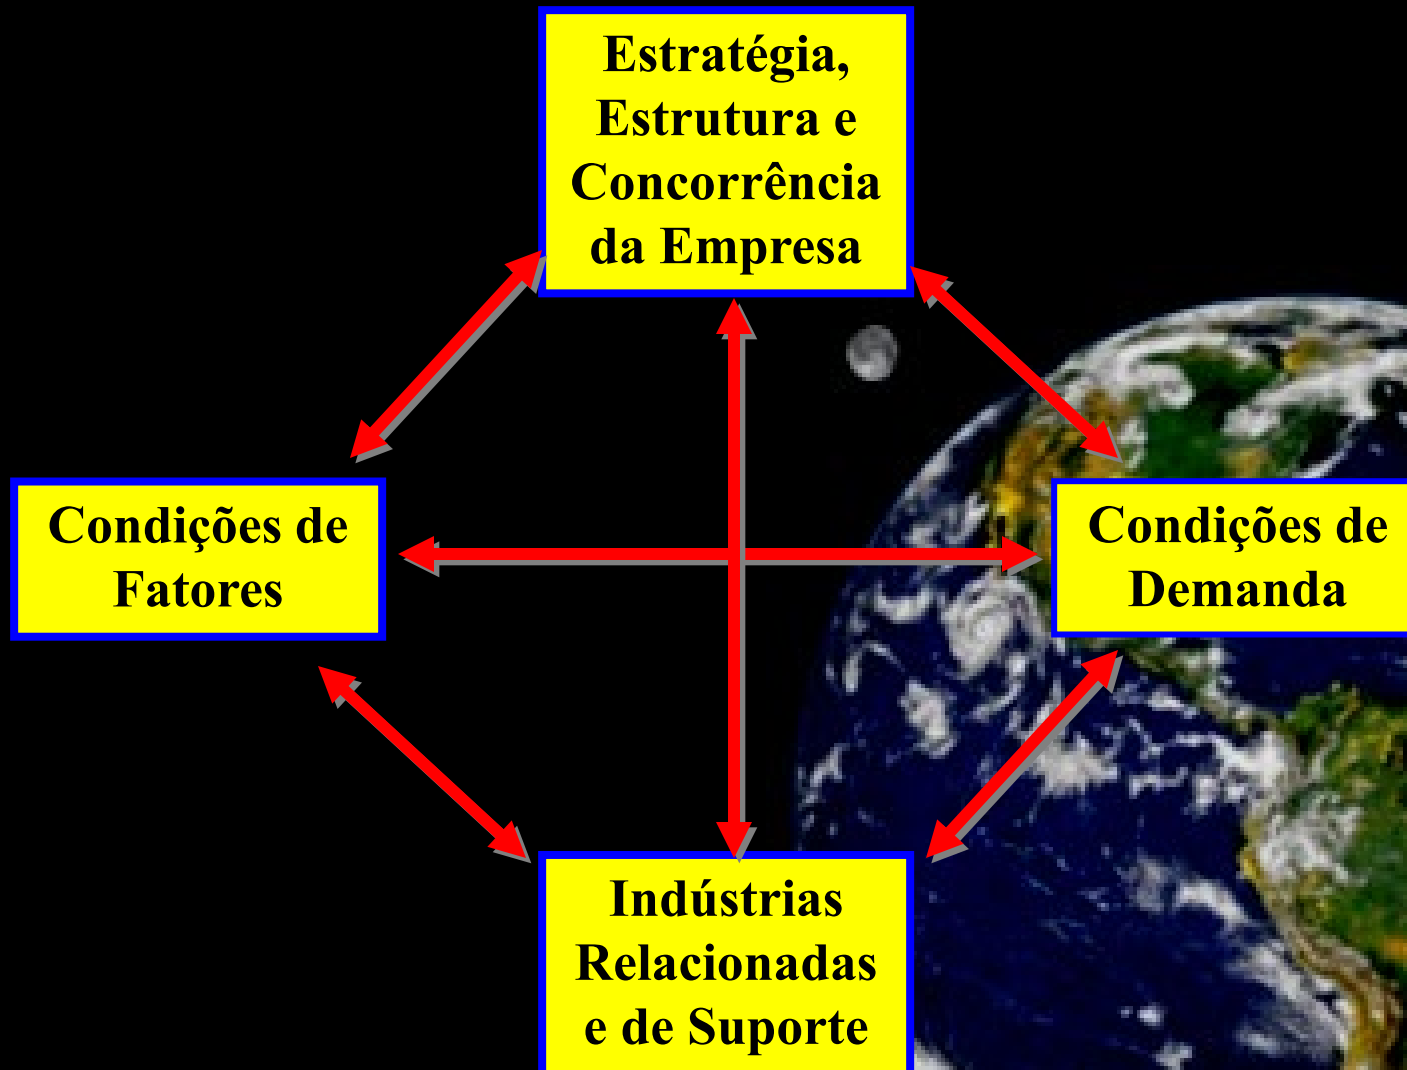 Estratégia,
Estrutura e
Concorrência
da Empresa
Condições de
Fatores
Condições de
Demanda
Indústrias
Relacionadas
e de Suporte